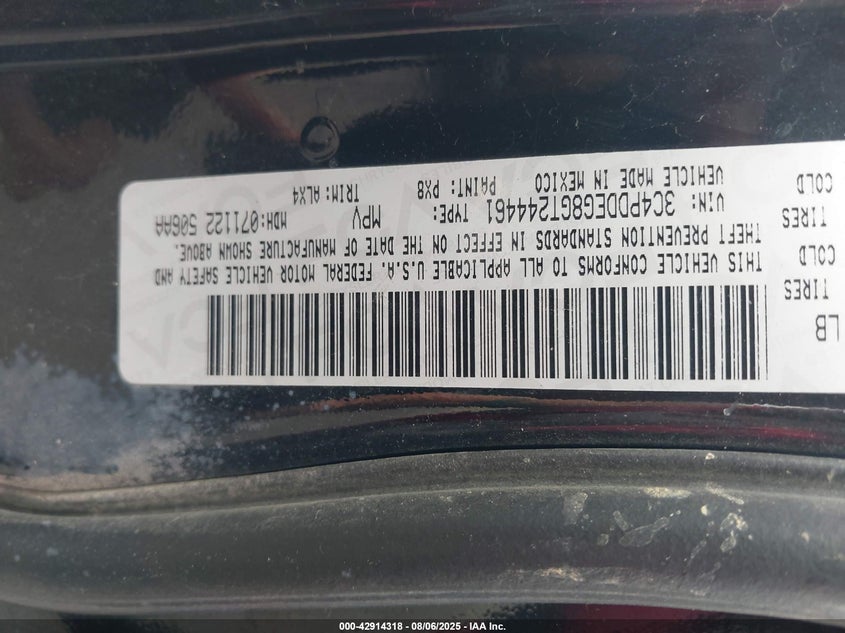 LB
TIRES COLD
TIRES COLD
THIS VEHICLE CONFORMS TO ALL APPLICABLE U.S.A. FEDERAL MOTOR VEHICLE SAFETY AND
THEFT PREVENTION STANDARDS IN EFFECT ON THE DATE OF MANUFACTURE SHOWN ABOVE.
VIN: 3C4PDDEG8GT244461 TYPE: MPV MDH:071122 506AA
VEHICLE MADE IN MEXICO PAINT: PX8 TRIM: ALX4
000-42914318 - 08/06/2025 - IAA Inc.